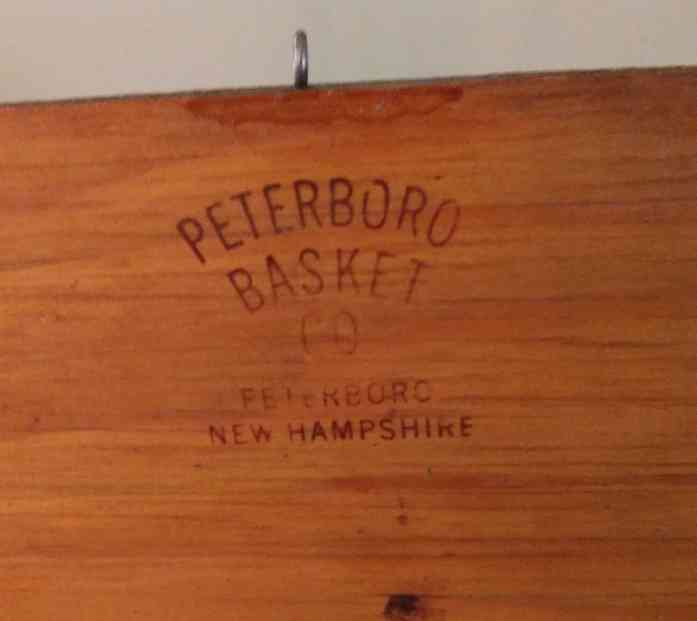 PETERBORO
BASKET
CO
PETERBORO
NEW HAMPSHIRE